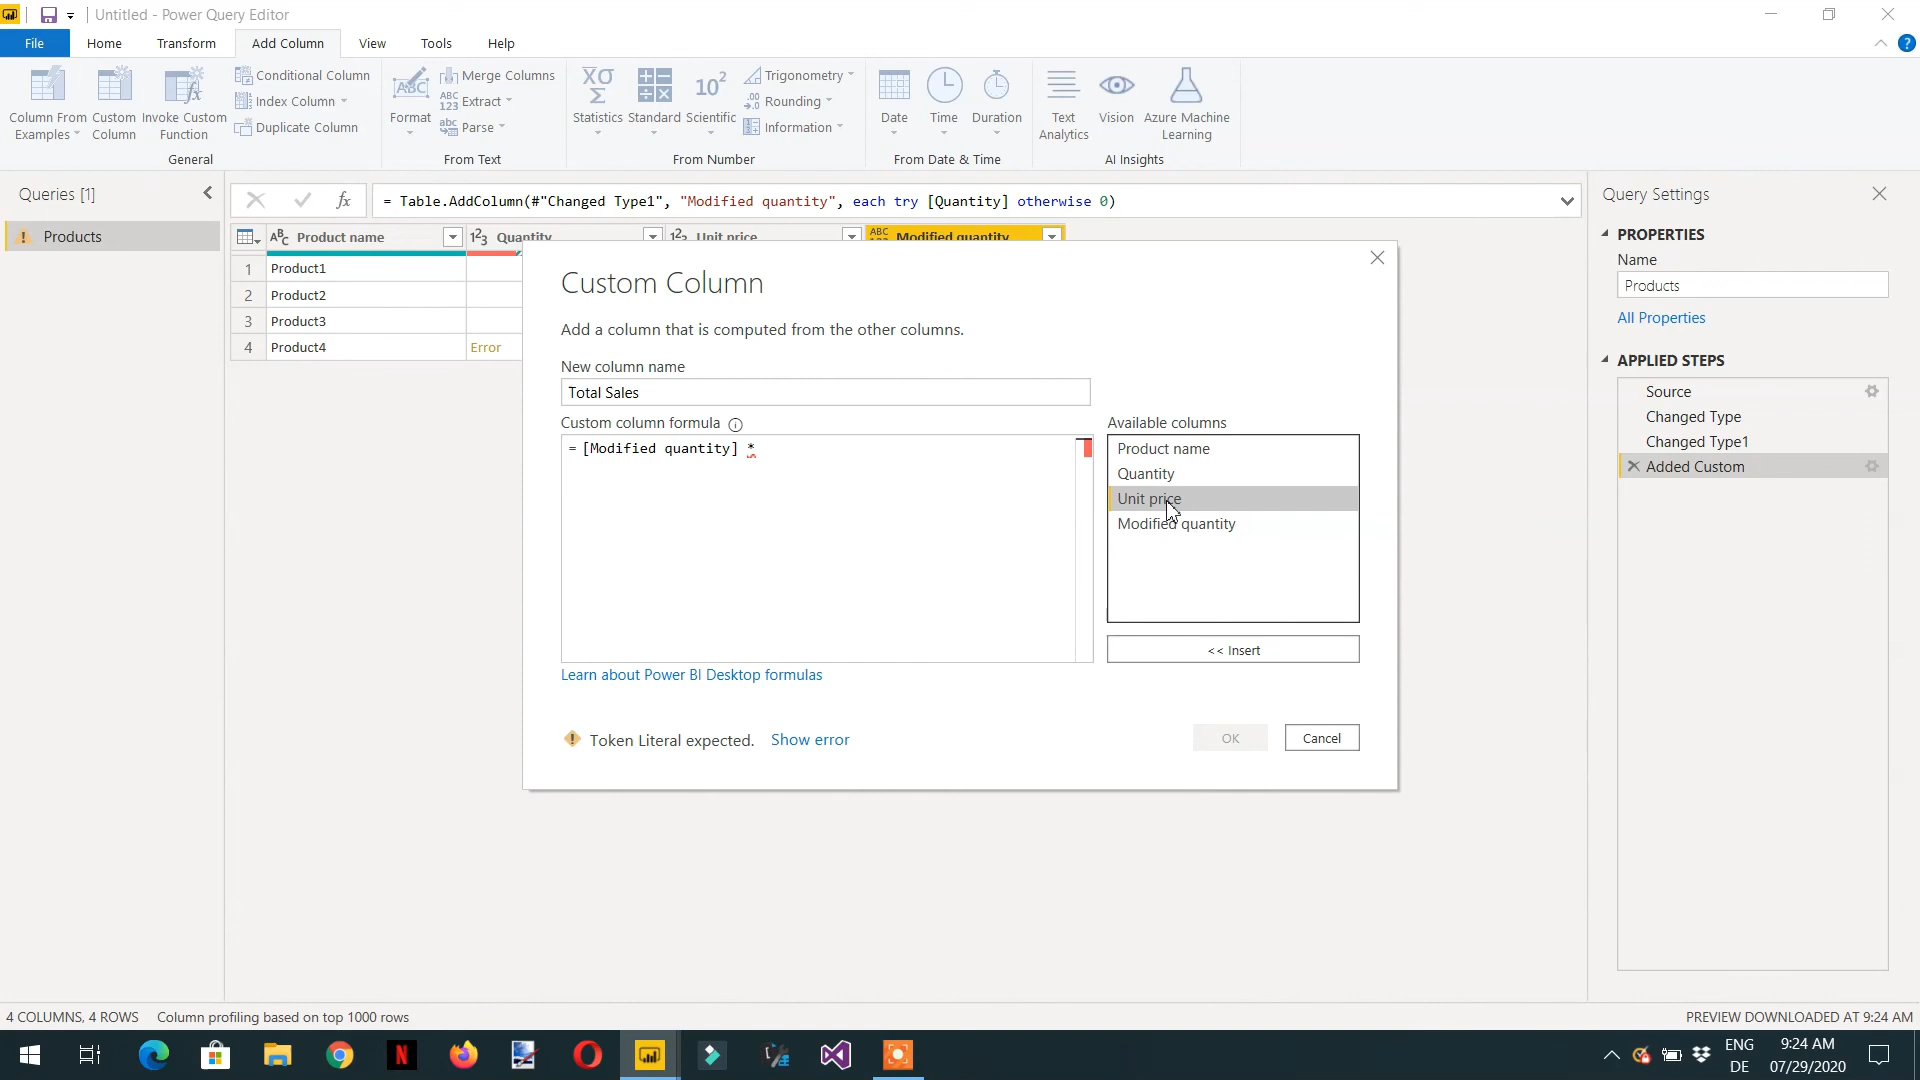 Untitled - Power Query Editor
File Home Transform Add Column View Tools Help
Column From Examples
Custom Column
Invoke Custom Function
Conditional Column
Index Column
Duplicate Column
General
Format
Merge Columns
Extract
Parse
From Text
Statistics
Standard
Scientific
Trigonometry
Rounding
Information
From Number
Date
Time
Duration
From Date & Time
Text Analytics
Vision
Azure Machine Learning
AI Insights
Queries [1]
Products
= Table.AddColumn(#"Changed Type1", "Modified quantity", each try [Quantity] otherwise 0)
Product name Quantity Unit price Modified quantity
1 Product1
2 Product2
3 Product3
4 Product4 Error
Custom Column
Add a column that is computed from the other columns.
New column name
Total Sales
Custom column formula
= [Modified quantity] *
Available columns
Product name
Quantity
Unit price
Modified quantity
<< Insert
Learn about Power BI Desktop formulas
Token Literal expected. Show error
OK
Cancel
Query Settings
PROPERTIES
Name
Products
All Properties
APPLIED STEPS
Source
Changed Type
Changed Type1
Added Custom
4 COLUMNS, 4 ROWS Column profiling based on top 1000 rows
PREVIEW DOWNLOADED AT 9:24 AM
ENG
DE
9:24 AM
07/29/2020